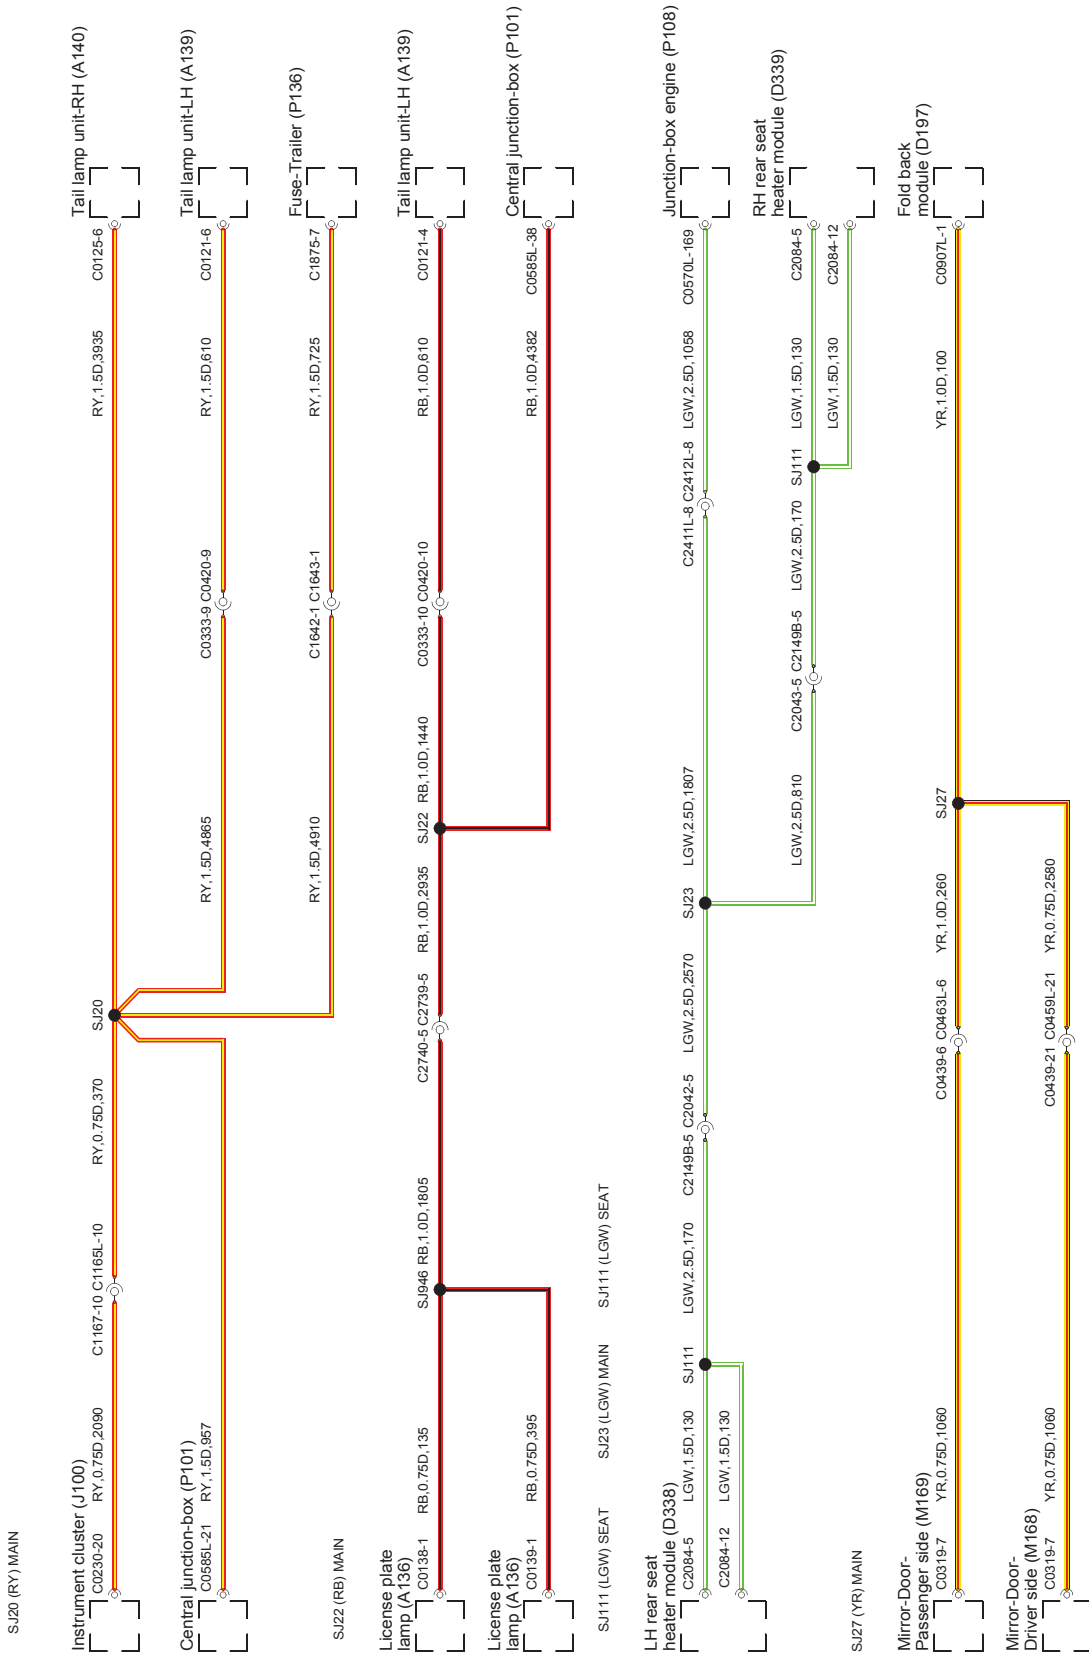 SJ20 (RY) MAIN
Instrument cluster (J100)
C0230-20
RY,0.75D,2090
C1167-10
C1165L-10
RY,0.75D,370
SJ20
RY,1.5D,3935
C0125-6
Tail lamp unit-RH (A140)
Central junction-box (P101)
C0585L-21
RY,1.5D,957
RY,1.5D,4865
C0333-9
C0420-9
RY,1.5D,610
C0121-6
Tail lamp unit-LH (A139)
RY,1.5D,4910
C1642-1
C1643-1
RY,1.5D,725
C1875-7
Fuse-Trailer (P136)
SJ22 (RB) MAIN
License plate
lamp (A136)
C0138-1
RB,0.75D,135
SJ946
RB,1.0D,1805
C2740-5
C2739-5
RB,1.0D,2935
SJ22
RB,1.0D,1440
C0333-10
C0420-10
RB,1.0D,610
C0121-4
Tail lamp unit-LH (A139)
License plate
lamp (A136)
C0139-1
RB,0.75D,395
RB,1.0D,4382
C0585L-38
Central junction-box (P101)
SJ111 (LGW) SEAT
SJ23 (LGW) MAIN
SJ111 (LGW) SEAT
LH rear seat
heater module (D338)
C2084-5
LGW,1.5D,130
SJ111
LGW,2.5D,170
C2149B-5
C2042-5
LGW,2.5D,2570
SJ23
LGW,2.5D,1807
C2411L-8
C2412L-8
LGW,2.5D,1058
C0570L-169
Junction-box engine (P108)
C2084-12
LGW,1.5D,130
LGW,2.5D,810
C2043-5
C2149B-5
LGW,2.5D,170
SJ111
LGW,1.5D,130
C2084-5
RH rear seat
heater module (D339)
LGW,1.5D,130
C2084-12
SJ27 (YR) MAIN
Mirror-Door-
Passenger side (M169)
C0319-7
YR,0.75D,1060
C0439-6
C0463L-6
YR,1.0D,260
SJ27
YR,1.0D,100
C0907L-1
Fold back
module (D197)
Mirror-Door-
Driver side (M168)
C0319-7
YR,0.75D,1060
C0439-21
C0459L-21
YR,0.75D,2580